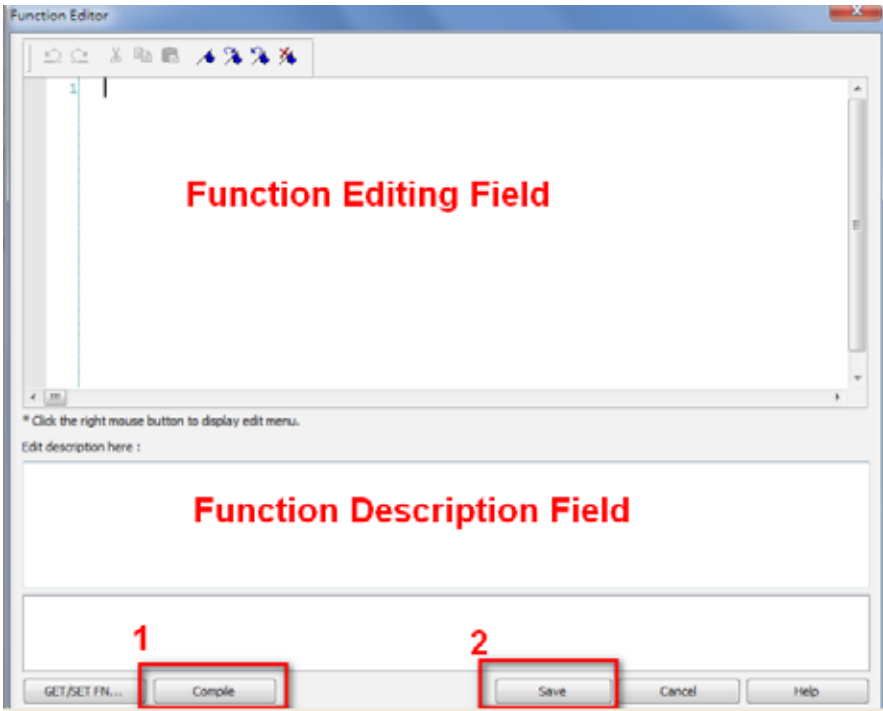 Function Editor
1
Function Editing Field
* Click the right mouse button to display edit menu.
Edit description here :
Function Description Field
1
2
GET/SET FN...
Compile
Save
Cancel
Help